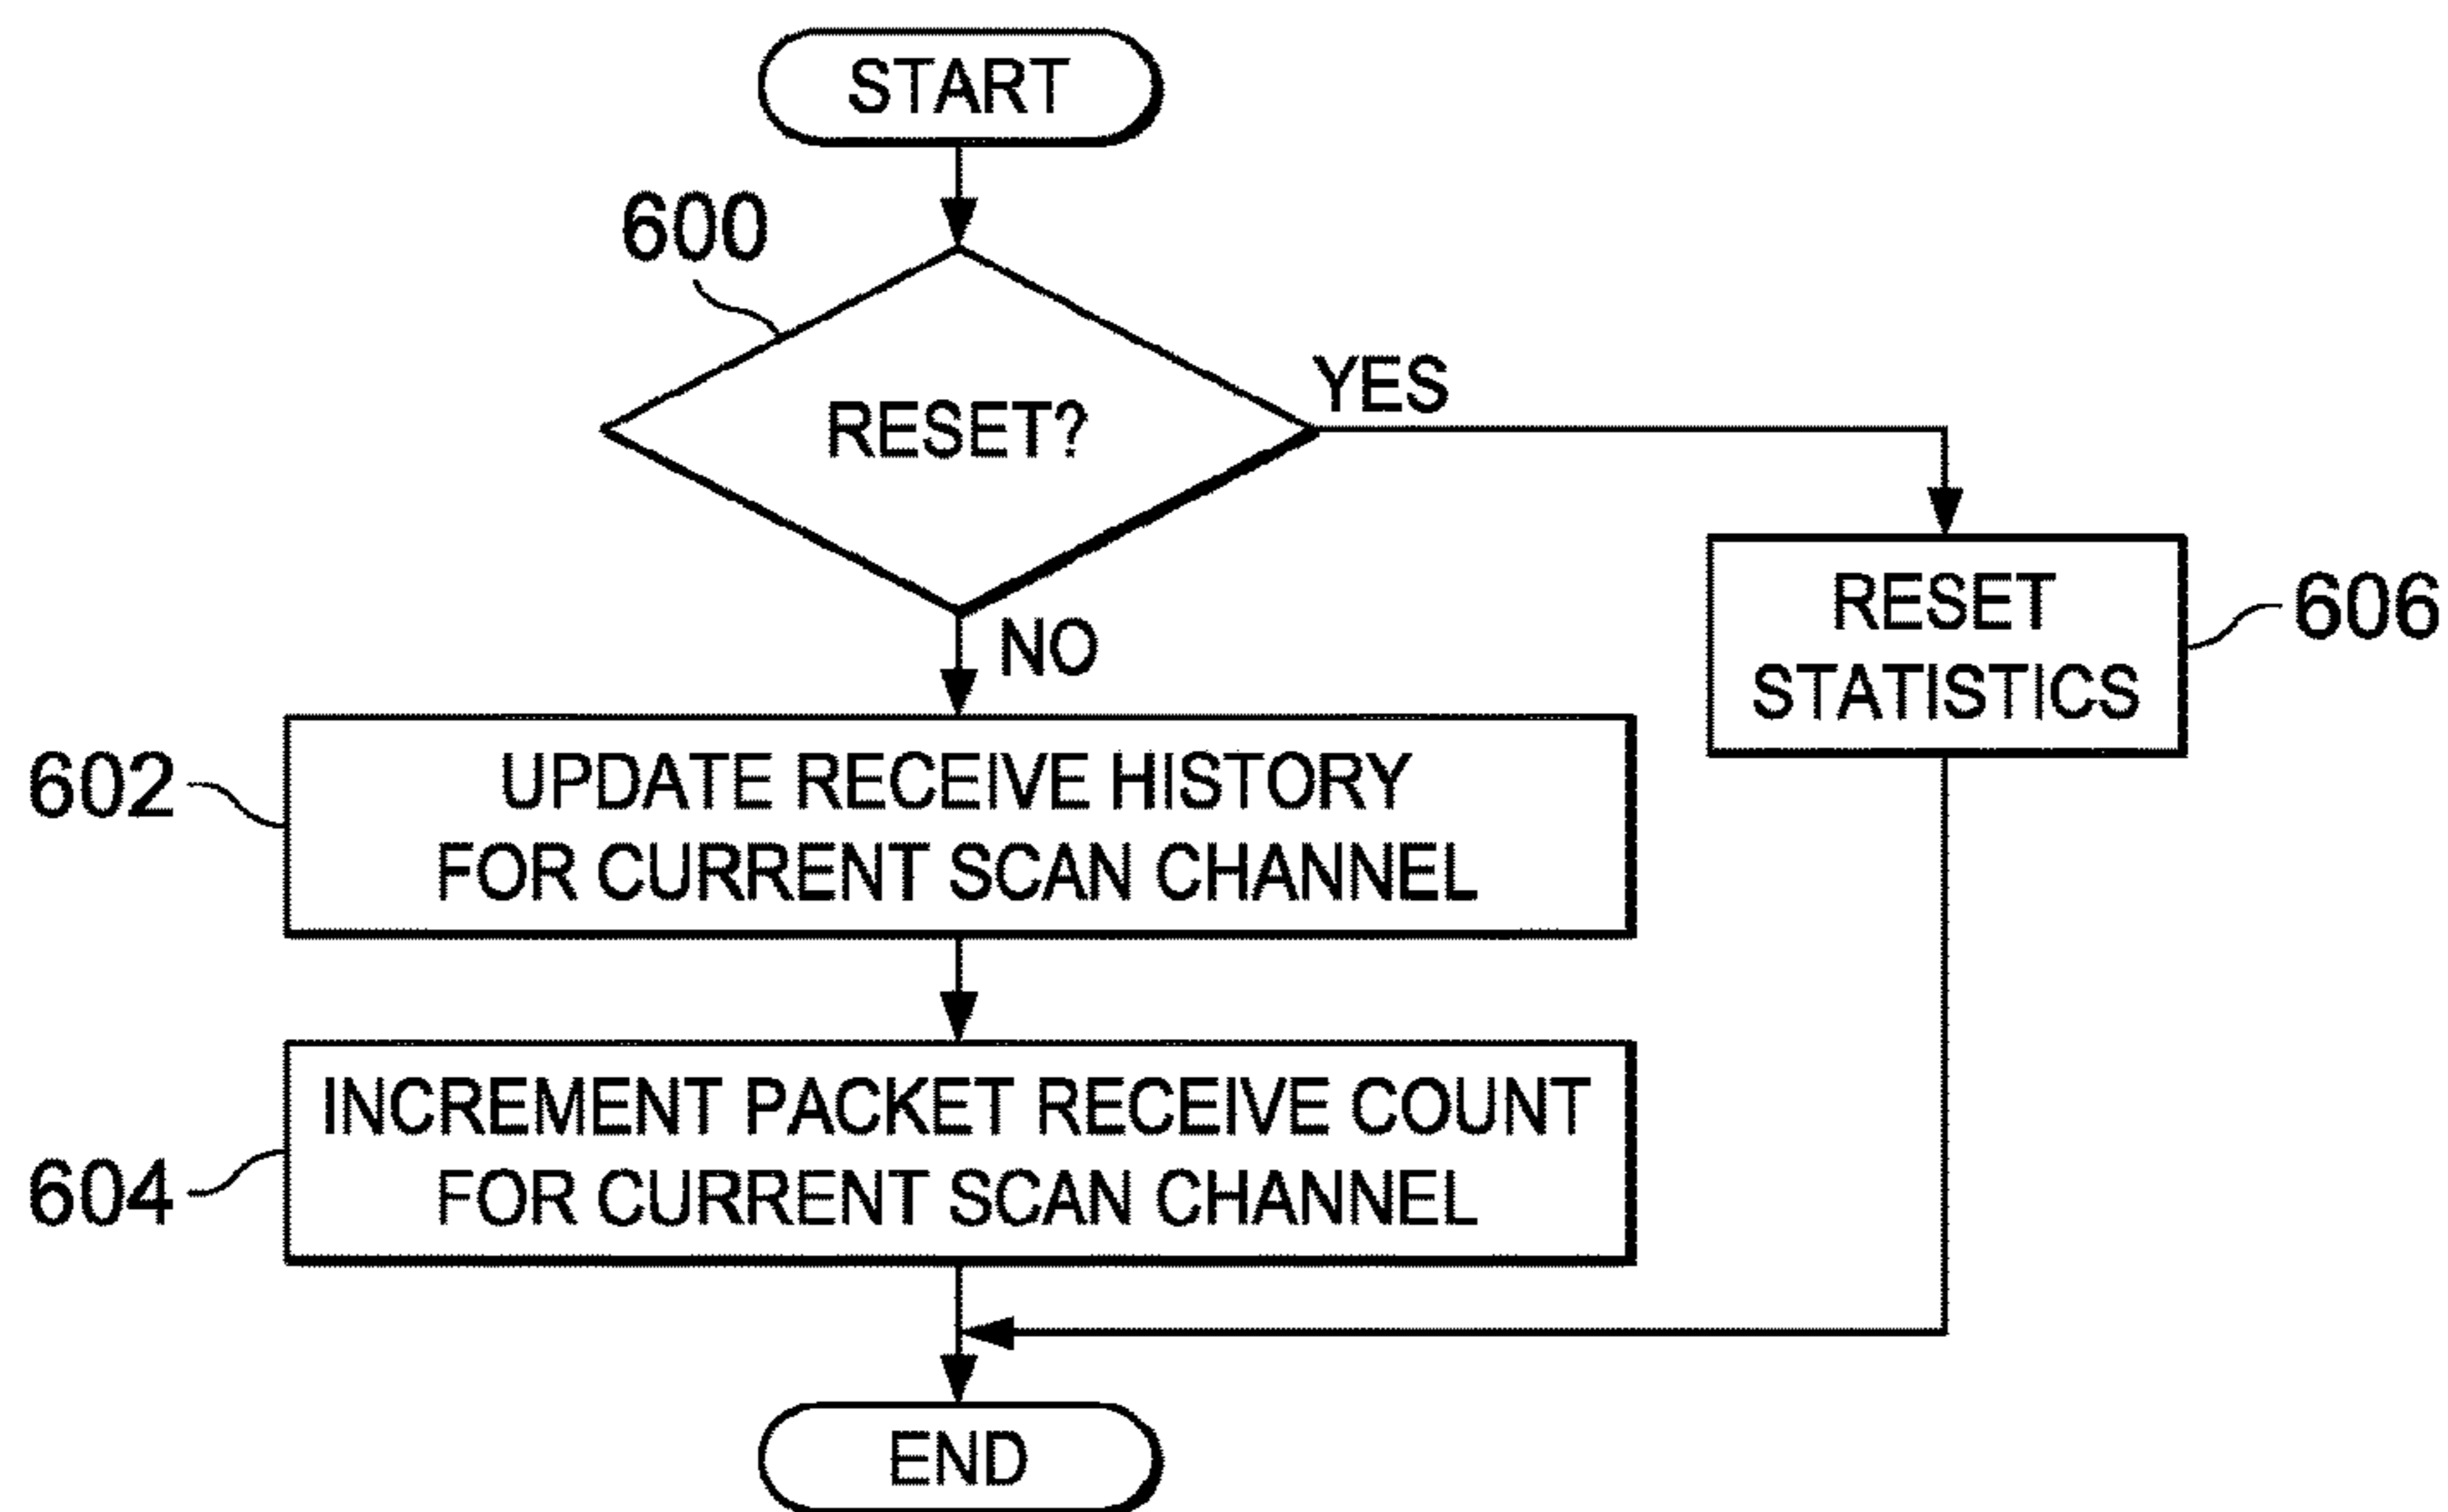 START
600
RESET?
YES
NO
RESET
STATISTICS
606
602
UPDATE RECEIVE HISTORY
FOR CURRENT SCAN CHANNEL
604
INCREMENT PACKET RECEIVE COUNT
FOR CURRENT SCAN CHANNEL
END